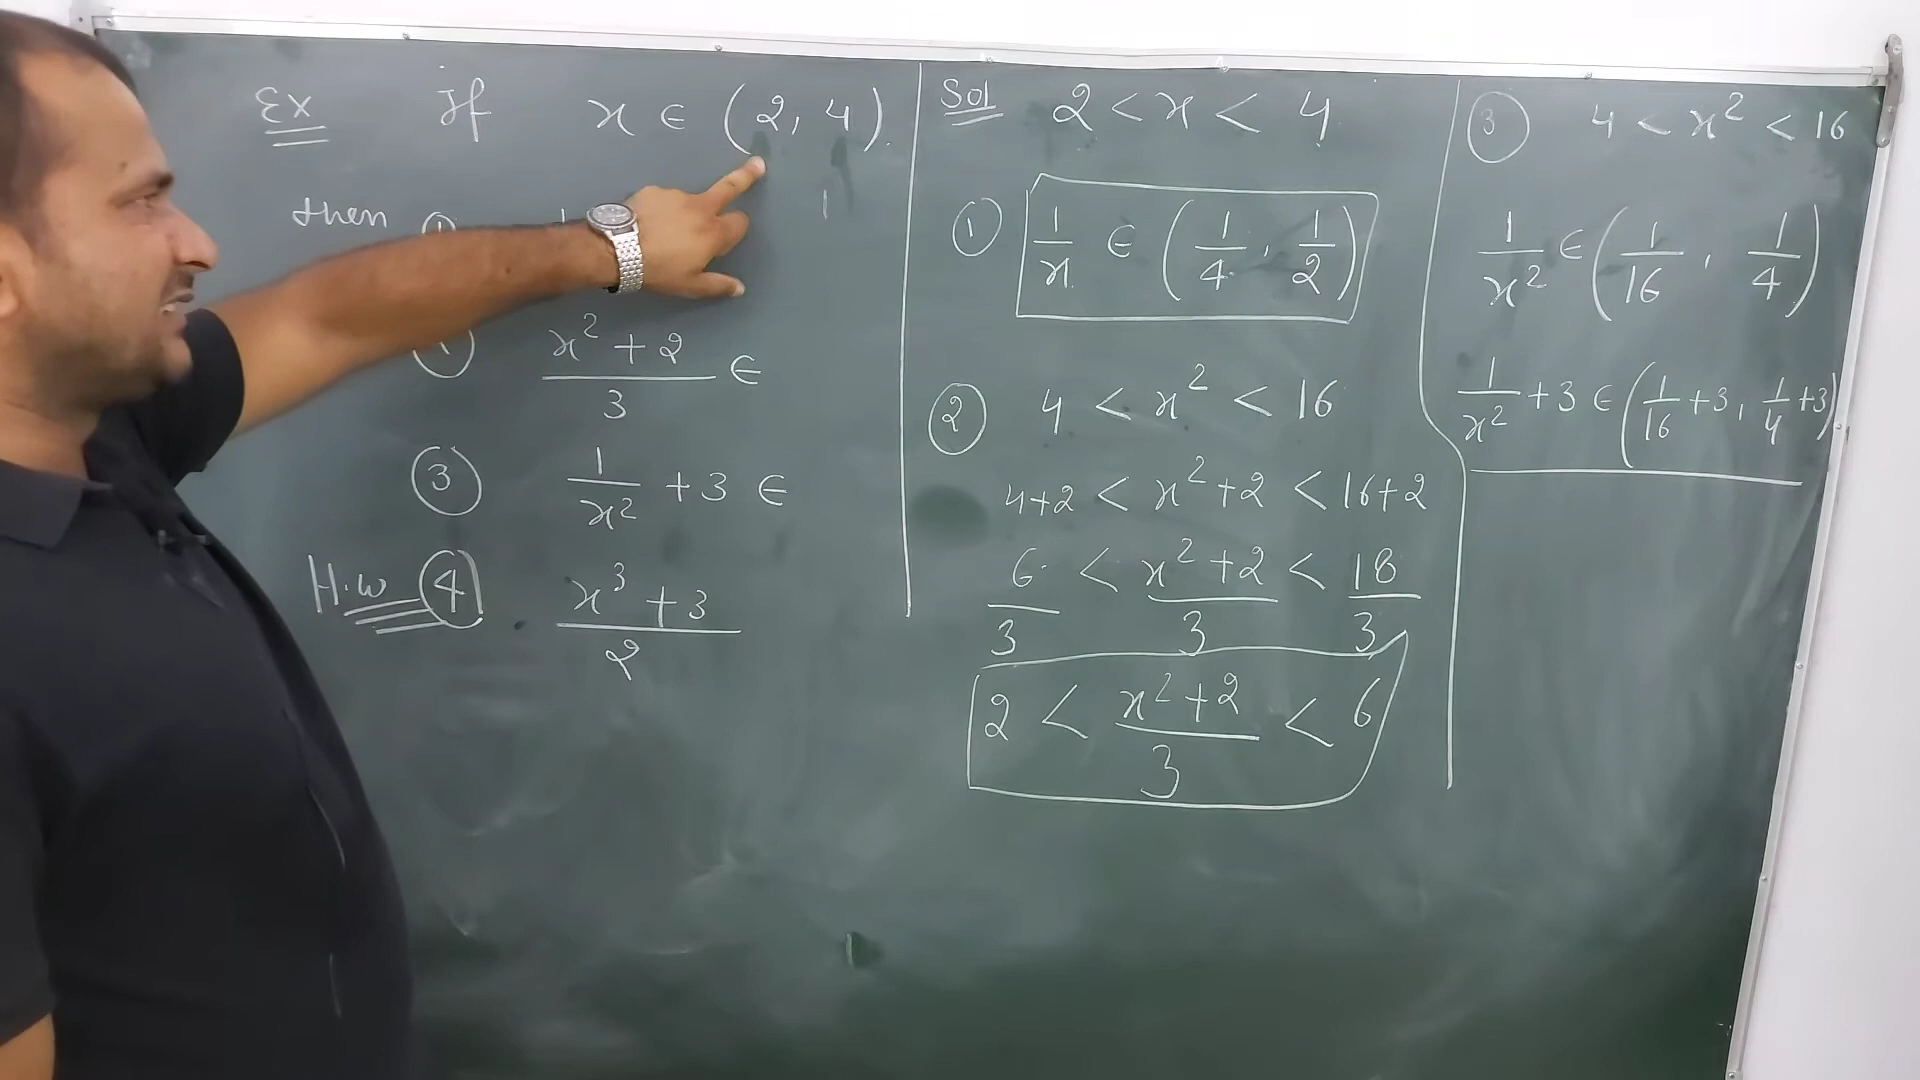 Ex If x ∈ (2, 4).
then ① 1
x² + 2 / 3 ∈
③ 1/x² + 3 ∈
H.w ④ x³ + 3 / 2
Sol 2 < x < 4
① 1/x ∈ (1/4, 1/2)
② 4 < x² < 16
4+2 < x²+2 < 16+2
6/3 < x²+2/3 < 18/3
2 < x²+2/3 < 6
③ 4 < x² < 16
1/x² ∈ (1/16, 1/4)
1/x² + 3 ∈ (1/16 + 3, 1/4 + 3)